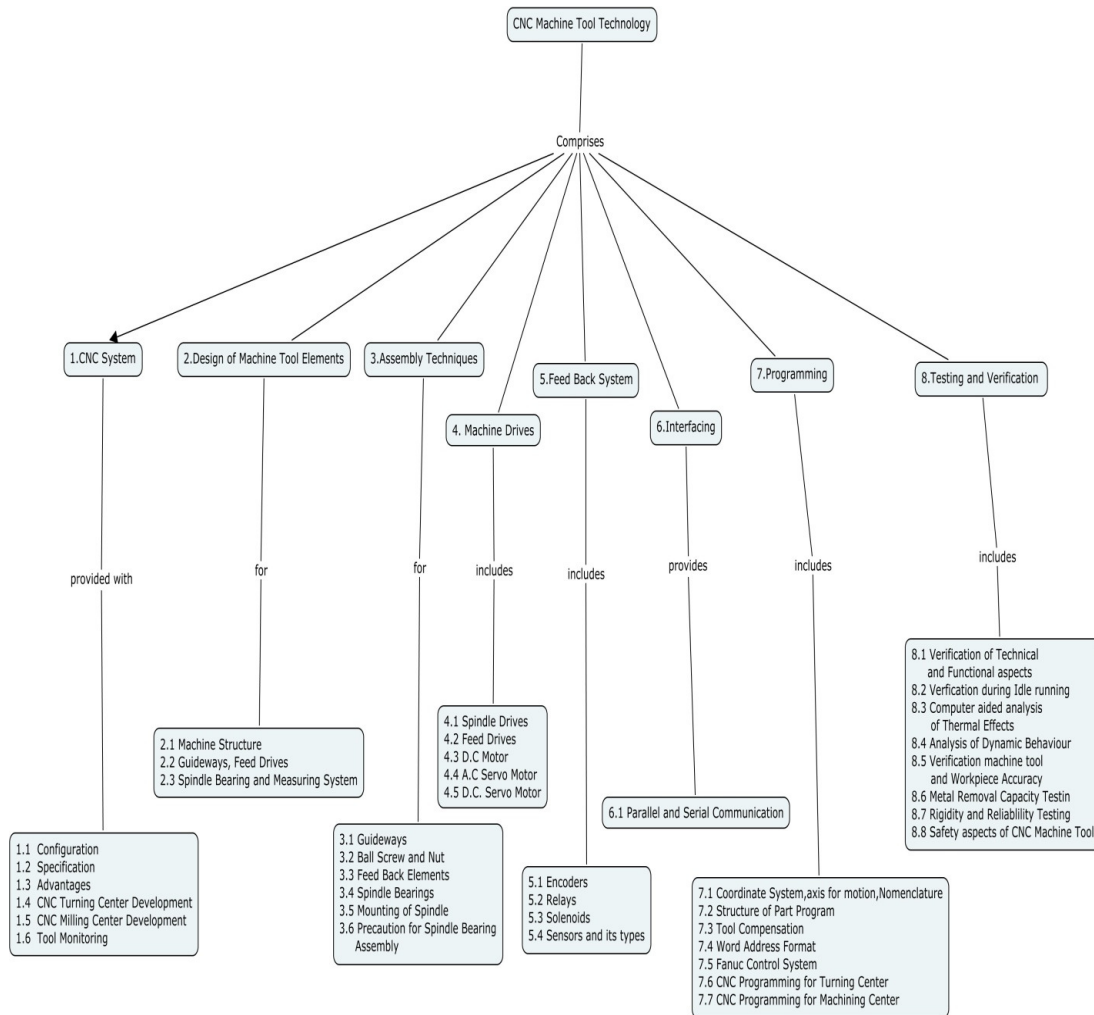 CNC Machine Tool Technology
Comprises
1.CNC System
2.Design of Machine Tool Elements
3.Assembly Techniques
4. Machine Drives
5.Feed Back System
6.Interfacing
7.Programming
8.Testing and Verification
provided with
for
for
includes
includes
provides
includes
includes
1.1 Configuration
1.2 Specification
1.3 Advantages
1.4 CNC Turning Center Development
1.5 CNC Milling Center Development
1.6 Tool Monitoring
2.1 Machine Structure
2.2 Guideways, Feed Drives
2.3 Spindle Bearing and Measuring System
3.1 Guideways
3.2 Ball Screw and Nut
3.3 Feed Back Elements
3.4 Spindle Bearings
3.5 Mounting of Spindle
3.6 Precaution for Spindle Bearing
Assembly
4.1 Spindle Drives
4.2 Feed Drives
4.3 D.C Motor
4.4 A.C Servo Motor
4.5 D.C. Servo Motor
5.1 Encoders
5.2 Relays
5.3 Solenoids
5.4 Sensors and its types
6.1 Parallel and Serial Communication
7.1 Coordinate System,axis for motion,Nomenclature
7.2 Structure of Part Program
7.3 Tool Compensation
7.4 Word Address Format
7.5 Fanuc Control System
7.6 CNC Programming for Turning Center
7.7 CNC Programming for Machining Center
8.1 Verification of Technical
and Functional aspects
8.2 Verfication during Idle running
8.3 Computer aided analysis
of Thermal Effects
8.4 Analysis of Dynamic Behaviour
8.5 Verification machine tool
and Workpiece Accuracy
8.6 Metal Removal Capacity Testin
8.7 Rigidity and Reliablility Testing
8.8 Safety aspects of CNC Machine Tool